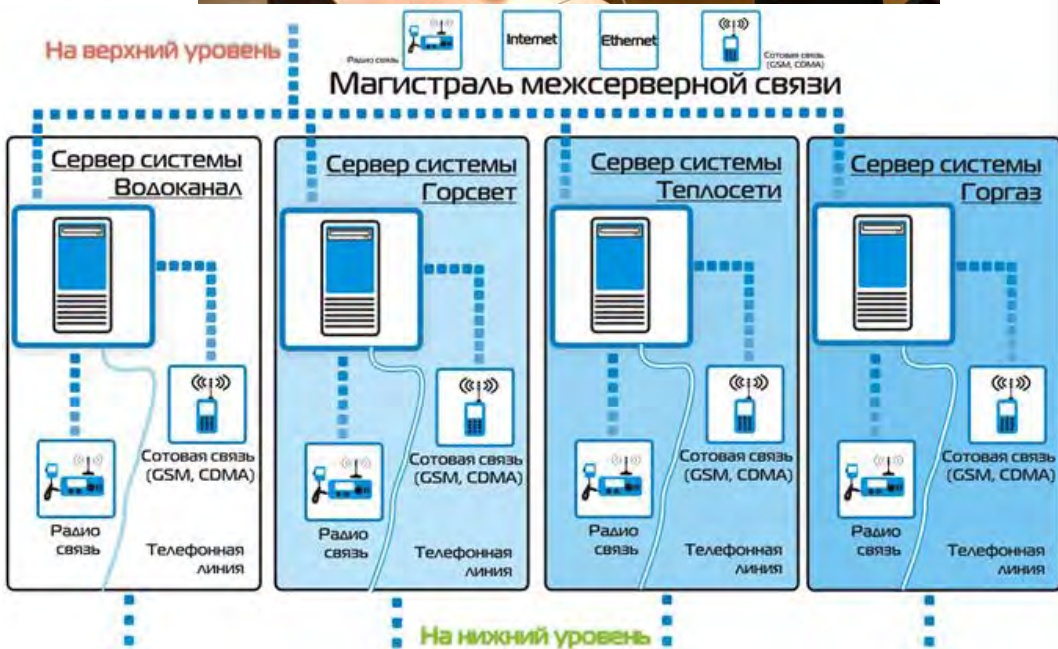 На верхний уровень
Радио связь
Internet
Ethernet
Сотовая связь
(GSM, CDMA)
Магистраль межсерверной связи
Сервер системы
Водоканал
Сотовая связь
(GSM, CDMA)
Радио
связь
Телефонная
линия
Сервер системы
Горсвет
Сотовая связь
(GSM, CDMA)
Радио
связь
Телефонная
линия
Сервер системы
Теплосети
Сотовая связь
(GSM, CDMA)
Радио
связь
Телефонная
линия
Сервер системы
Горгаз
Сотовая связь
(GSM, CDMA)
Радио
связь
Телефонная
линия
На нижний уровень